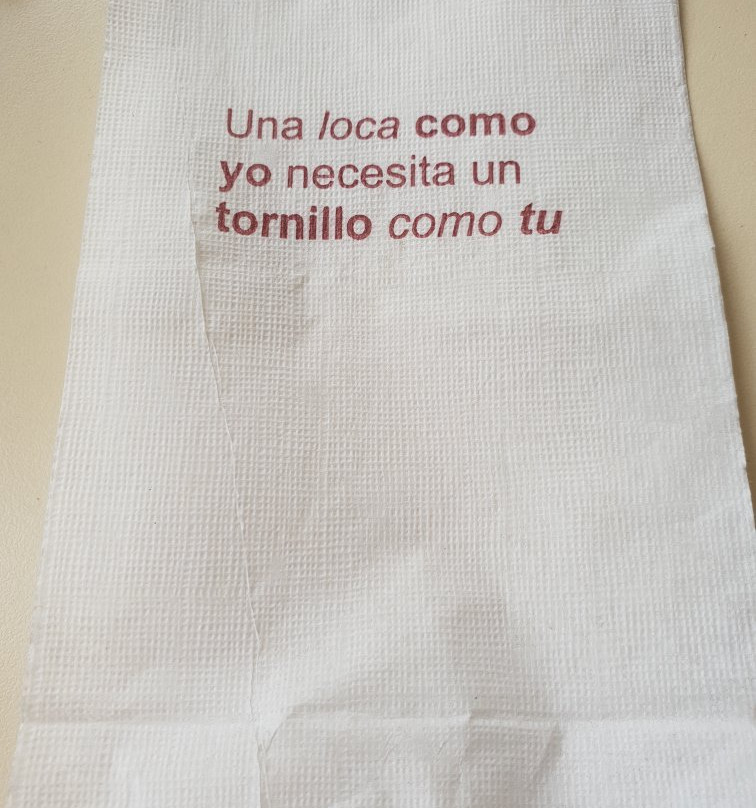 Una loca como
yo necesita un
tornillo como tu